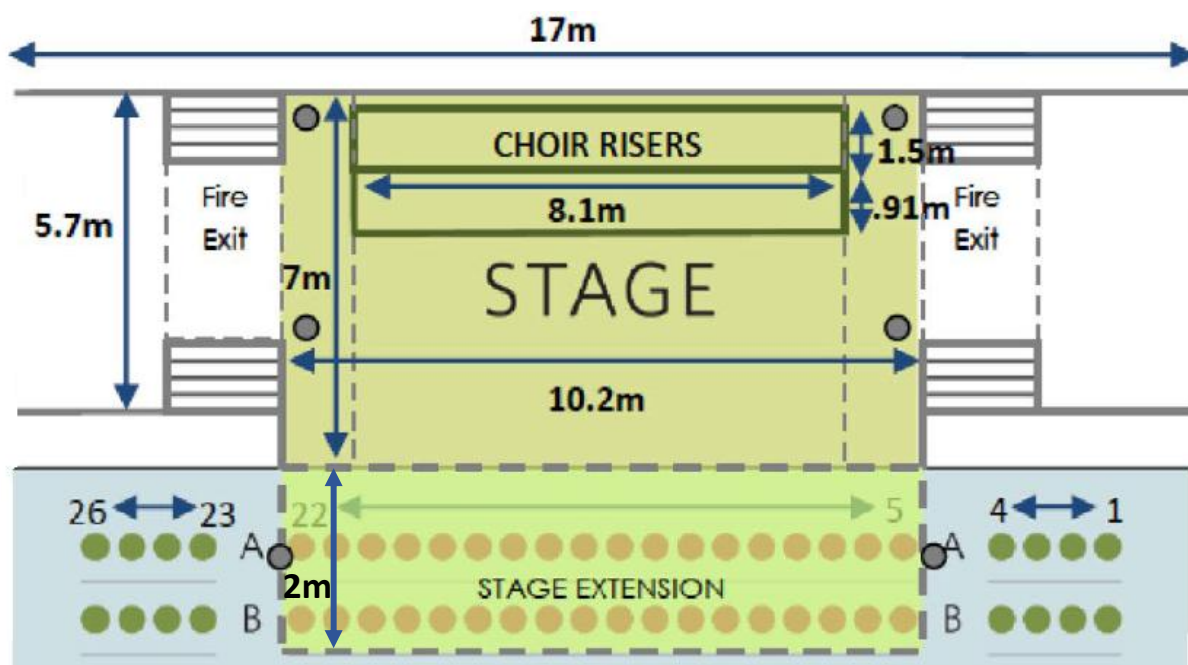 17m
CHOIR RISERS
1.5m
Fire
Exit
8.1m
.91m
Fire
Exit
5.7m
7m
STAGE
10.2m
26 23 22 5 4 1
A A
2m STAGE EXTENSION
B B